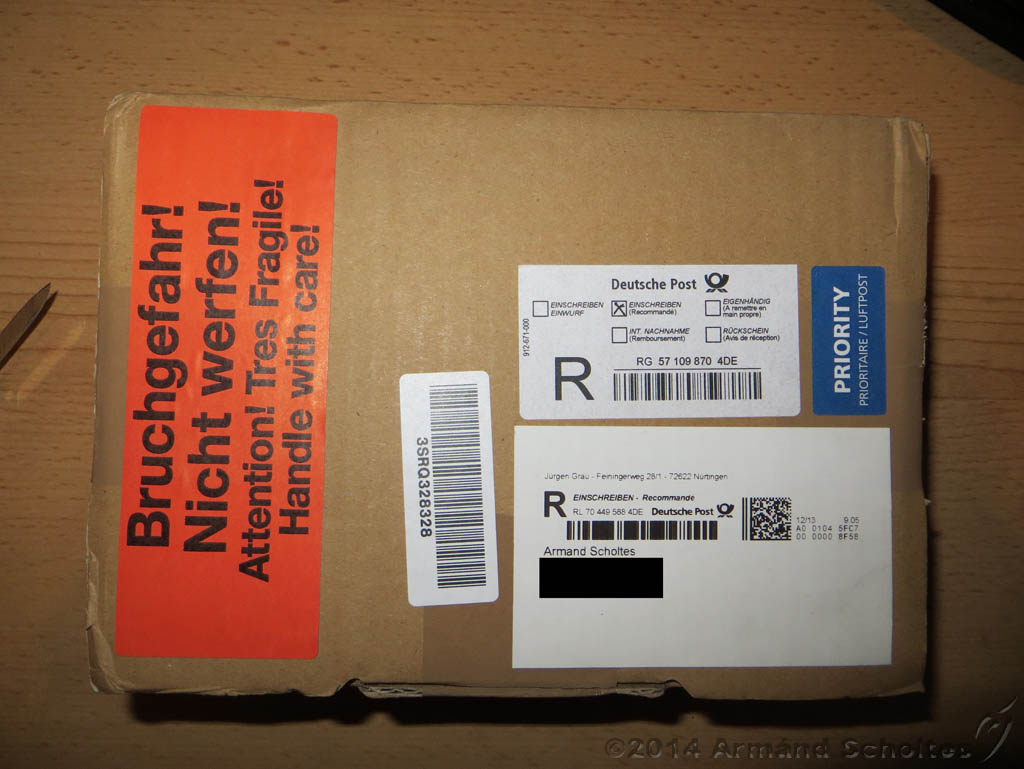 Bruchgefahr!
Nicht werfen!
Attention! Tres Fragile!
Handle with care!
3SRQ328328
Deutsche Post
EINSCHREIBEN
EINWURF
EINSCHREIBEN
(Recommandé)
EIGENHÄNDIG
(À remettre en
main propre)
INT. NACHNAHME
(Remboursement)
RÜCKSCHEIN
(Avis de réception)
912-671-000
R
RG 57 109 870 4DE
PRIORITY
PRIORITAIRE / LUFTPOST
Jürgen Grau - Feiningerweg 28/1 - 72622 Nürtingen
R EINSCHREIBEN - Recommande
RL 70 449 588 4DE Deutsche Post
12/13 9.05
A0 0104 5FC7
00 0000 8F58
Armand Scholtes
©2014 Armand Scholtes